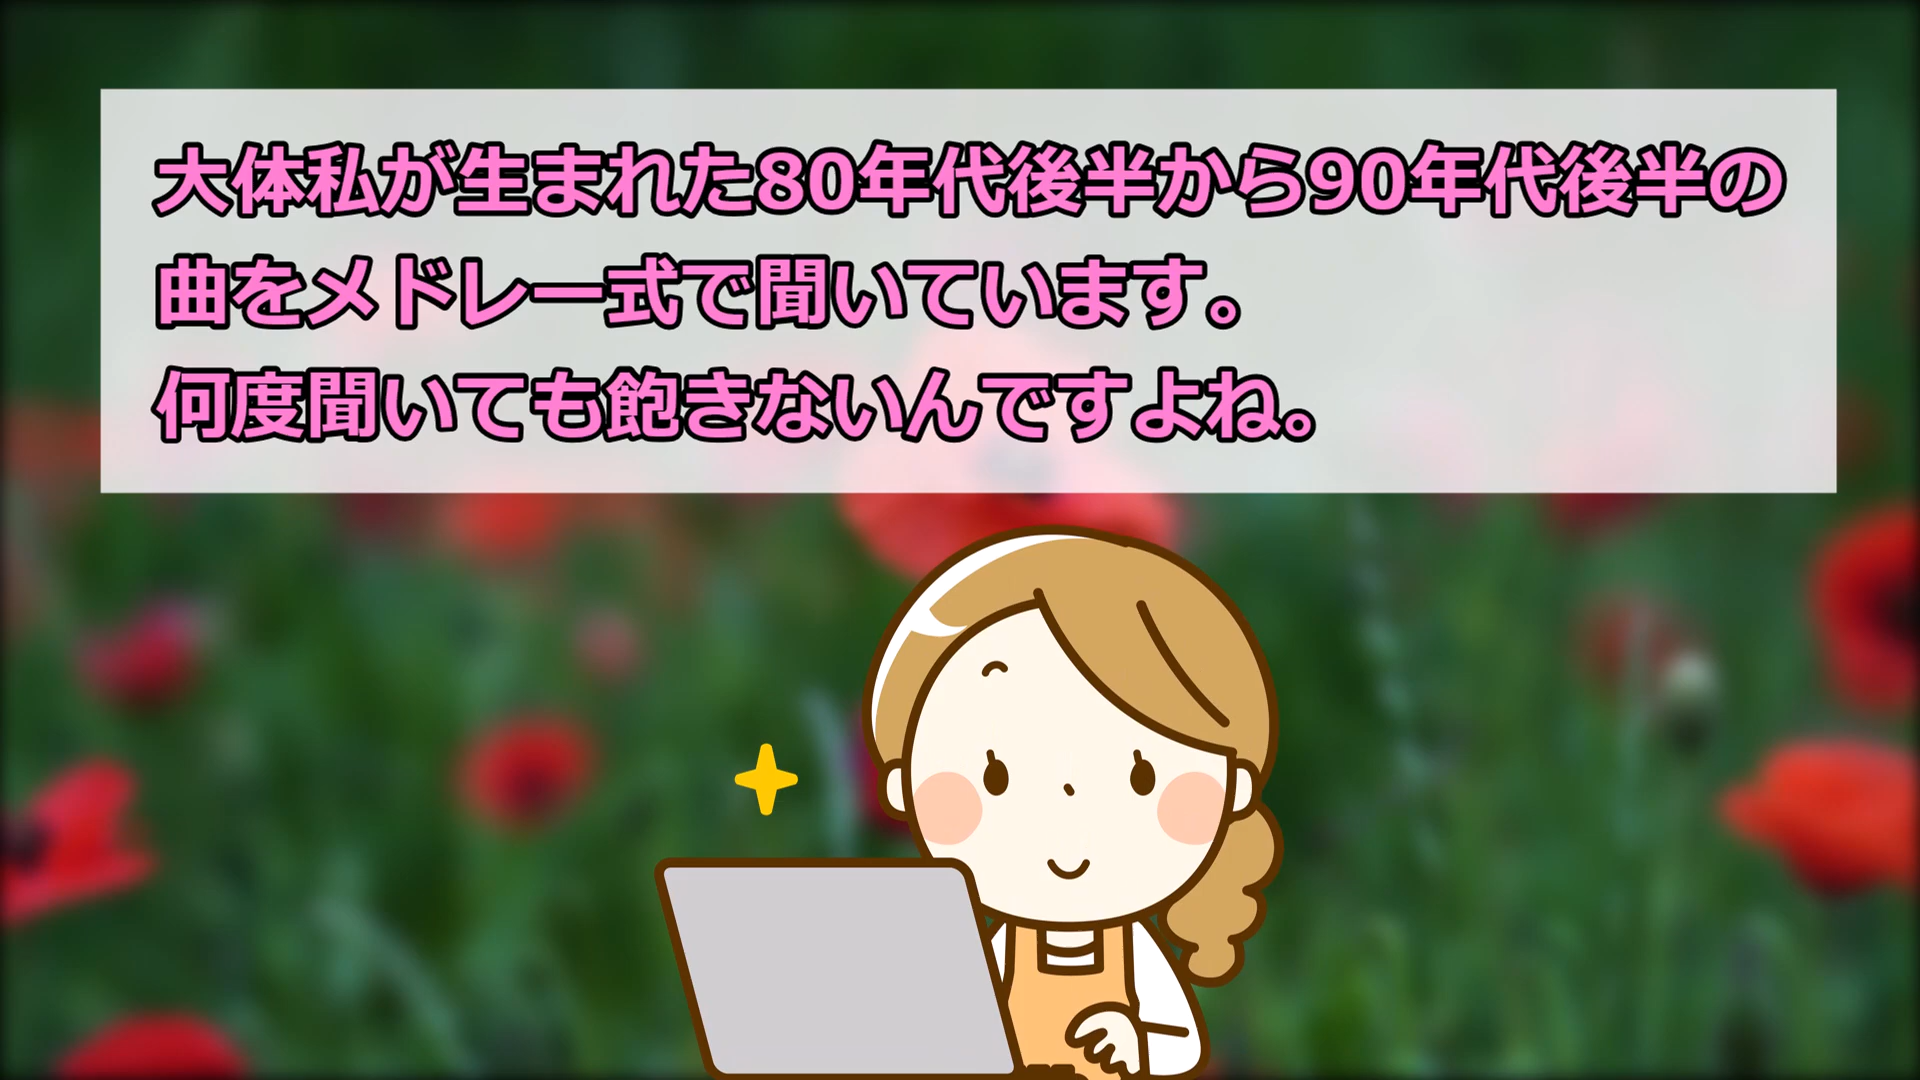 大体私が生まれた80年代後半から90年代後半の
曲をメドレー式で聞いています。
何度聞いても飽きないんですよね。